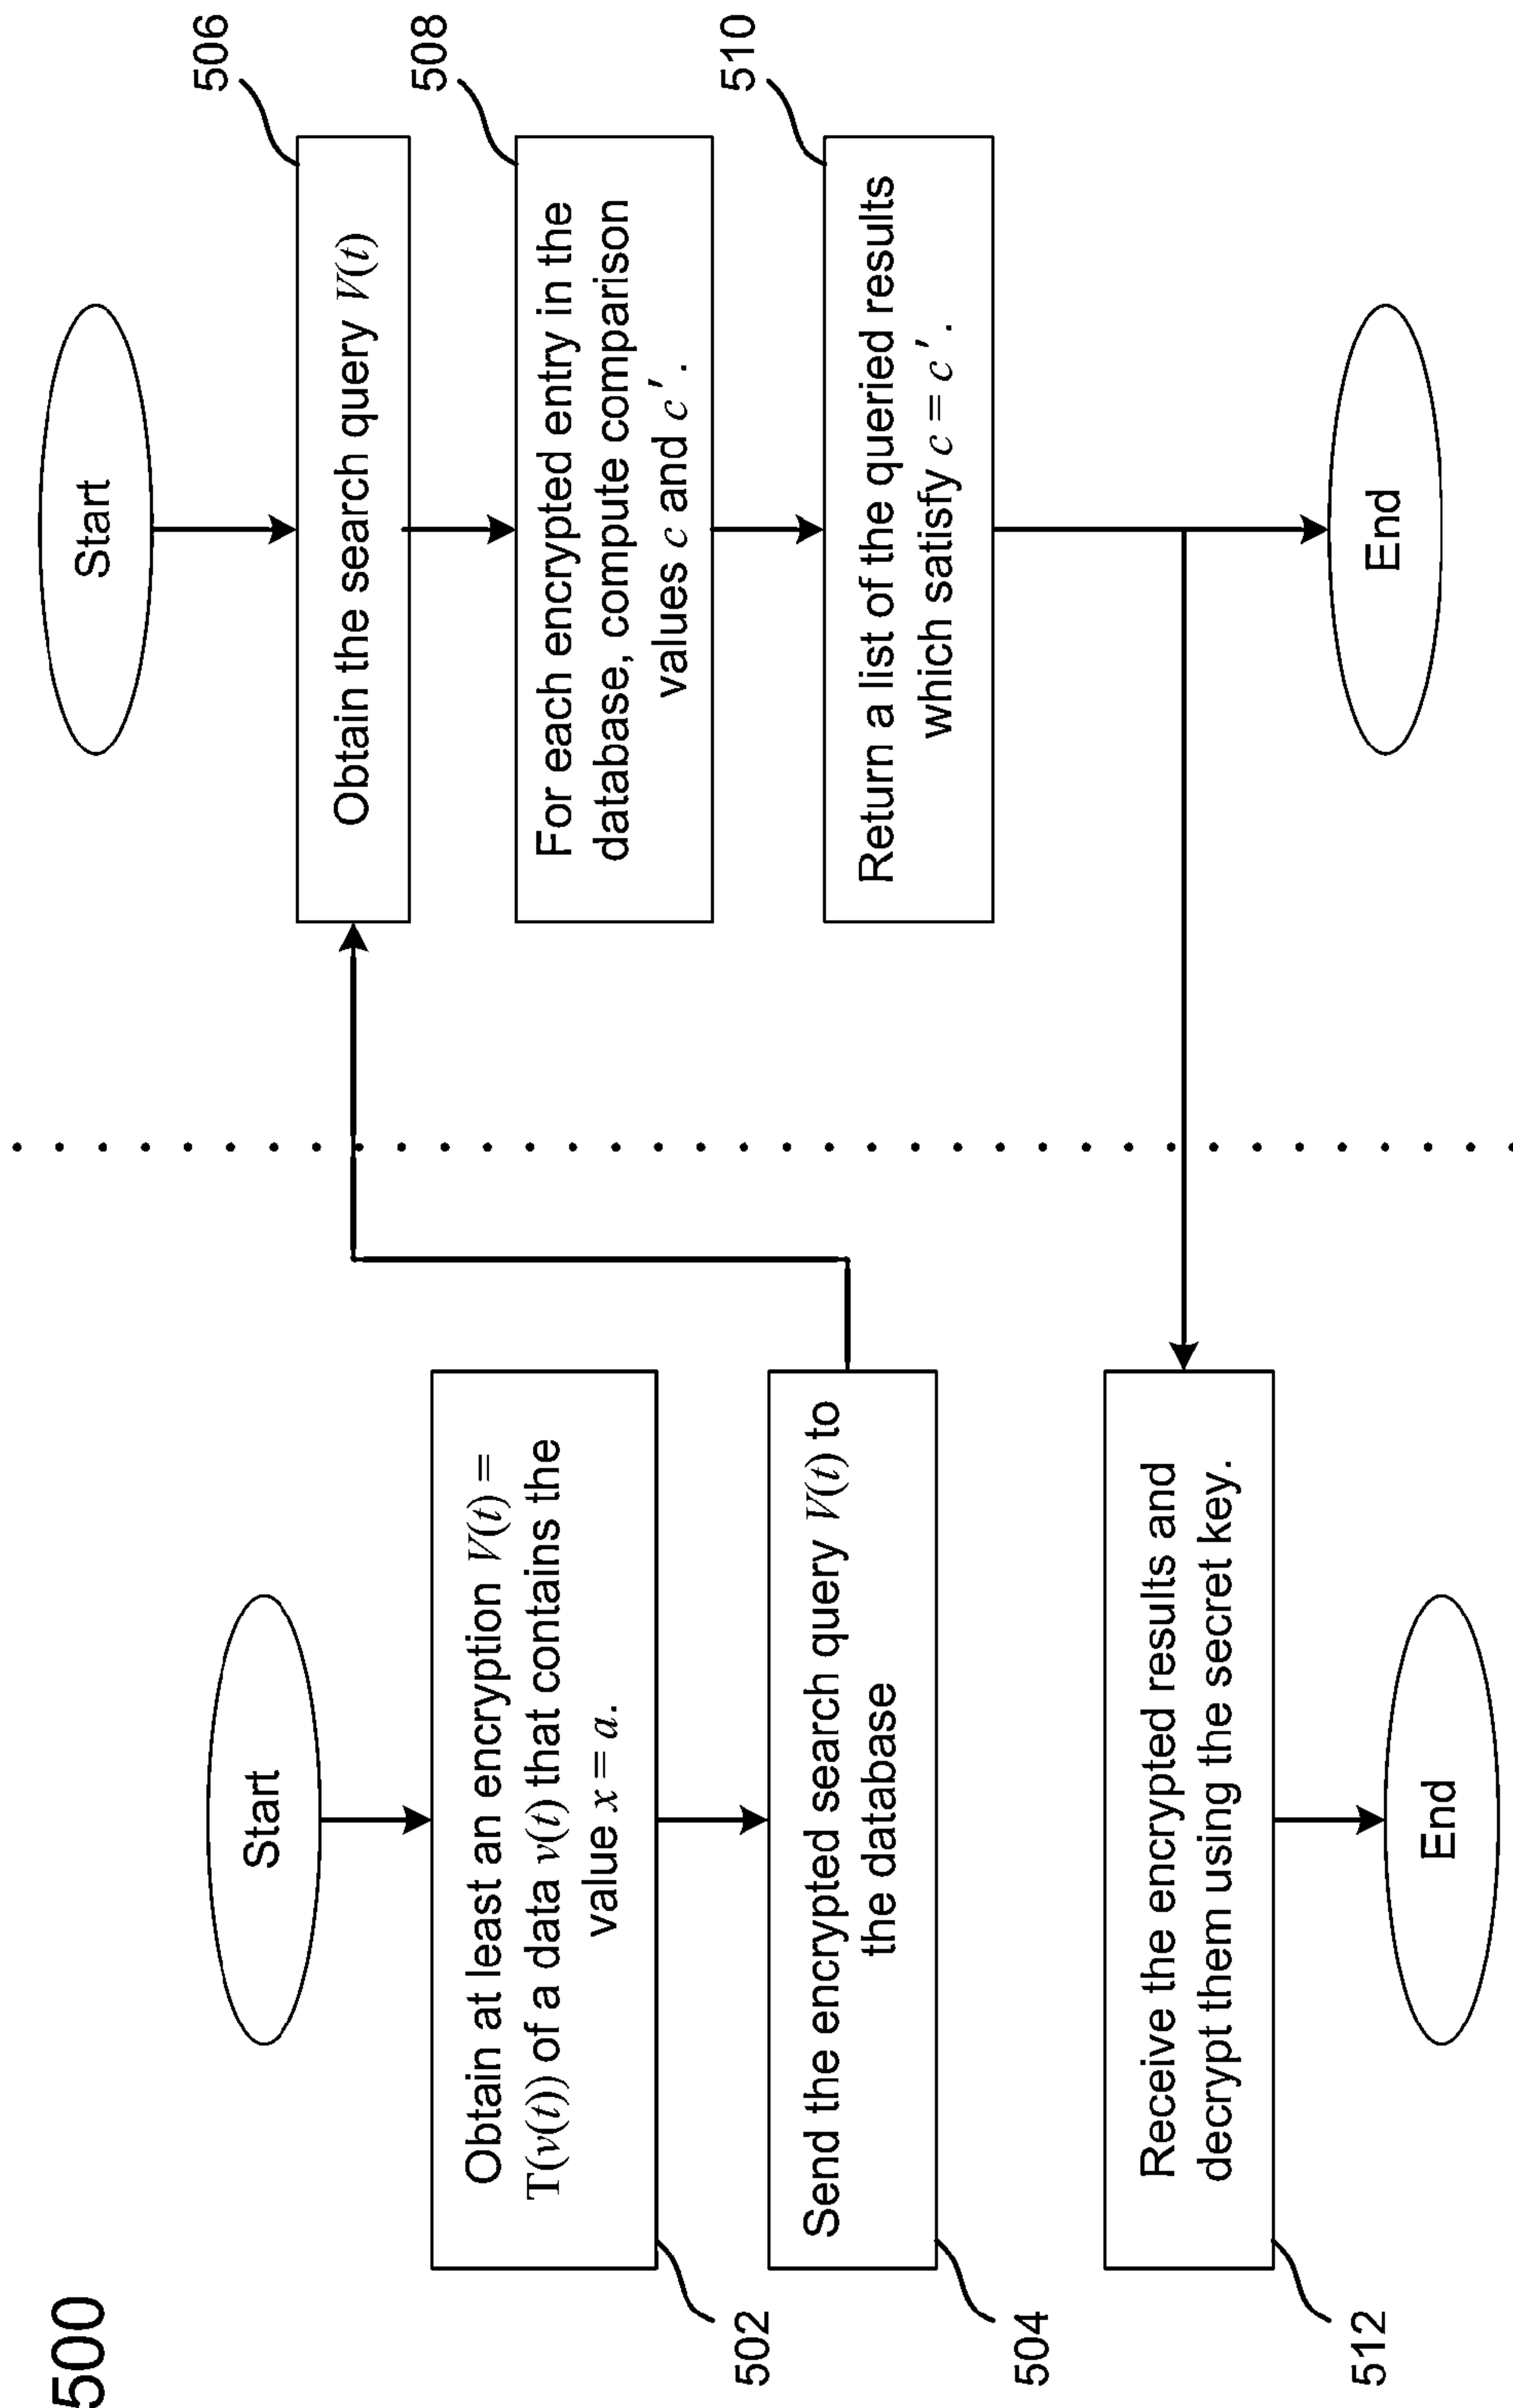 500
Start
502
Obtain at least an encryption V(t) =
T(v(t)) of a data v(t) that contains the
value x = a.
504
Send the encrypted search query V(t) to
the database
512
Receive the encrypted results and
decrypt them using the secret key.
End
Start
506
Obtain the search query V(t)
508
For each encrypted entry in the
database, compute comparison
values c and c'.
510
Return a list of the queried results
which satisfy c = c'.
End